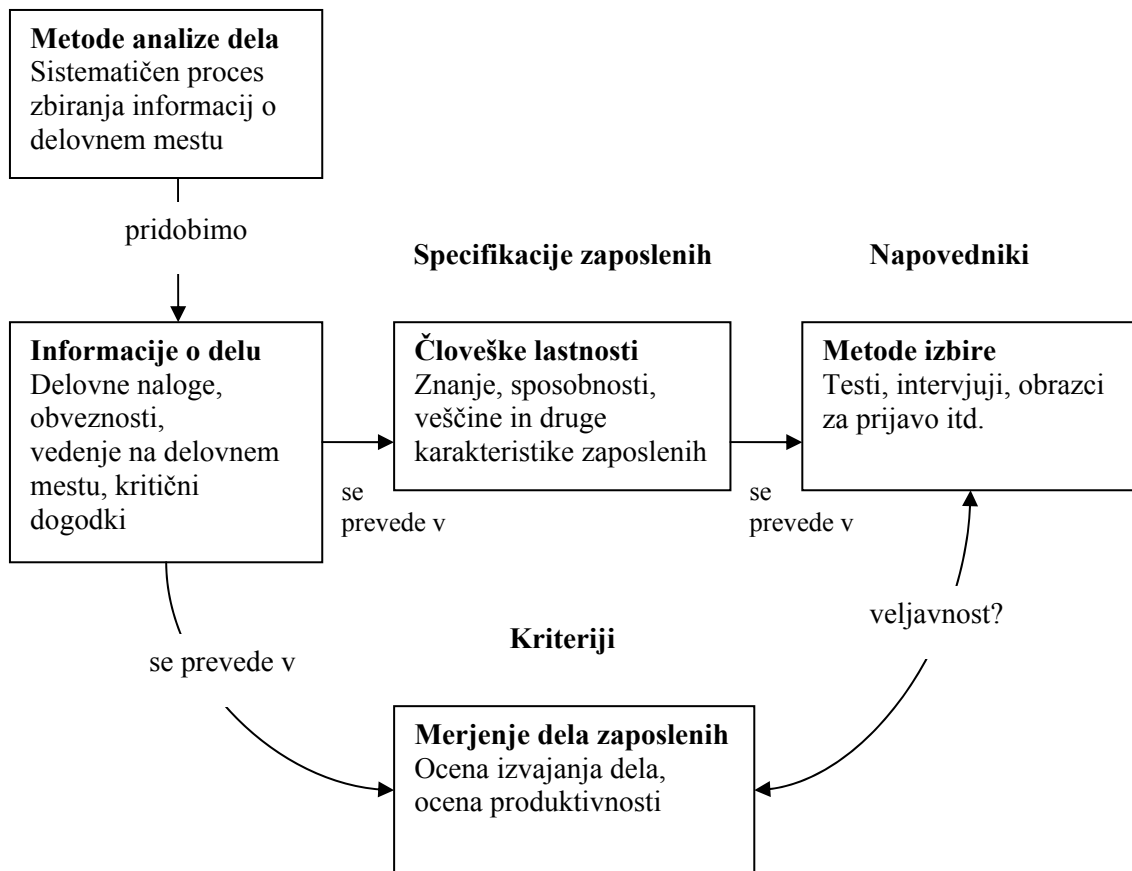 Metode analize dela
Sistematičen proces
zbiranja informacij o
delovnem mestu
pridobimo
Specifikacije zaposlenih
Napovedniki
Informacije o delu
Delovne naloge,
obveznosti,
vedenje na delovnem
mestu, kritični
dogodki
se
prevede v
Človeške lastnosti
Znanje, sposobnosti,
veščine in druge
karakteristike zaposlenih
se
prevede v
Metode izbire
Testi, intervjuji, obrazci
za prijavo itd.
veljavnost?
Kriteriji
se prevede v
Merjenje dela zaposlenih
Ocena izvajanja dela,
ocena produktivnosti